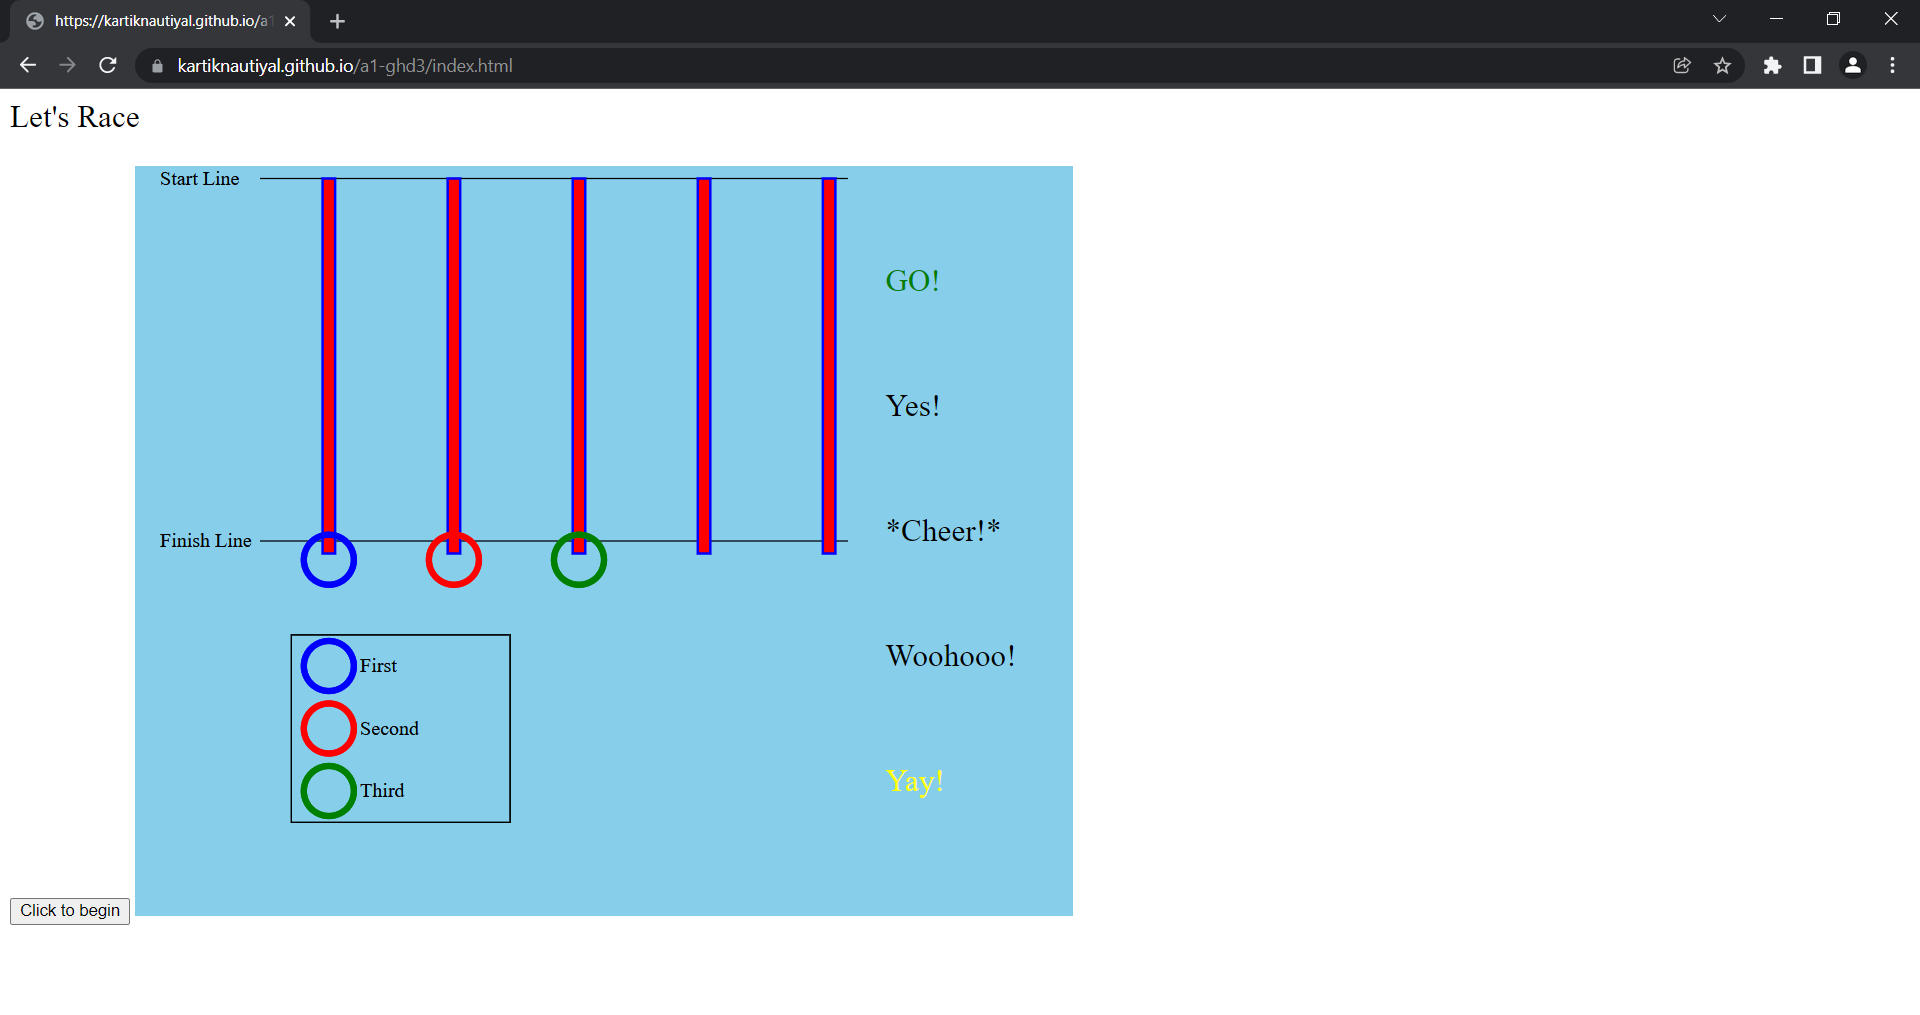 https://kartiknautiyal.github.io/a1
kartiknautiyal.github.io/a1-ghd3/index.html
Let's Race
Start Line
GO!
Yes!
*Cheer!*
Finish Line
Woohooo!
First
Second
Yay!
Third
Click to begin